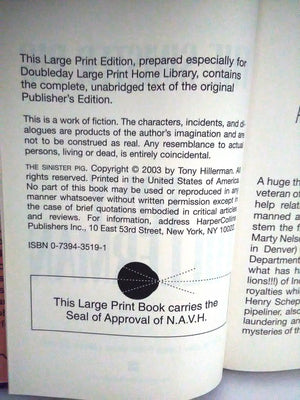 This Large Print Edition, prepared especially for
Doubleday Large Print Home Library, contains
the complete, unabridged text of the original
Publisher's Edition.
This is a work of fiction. The characters, incidents, and di-
alogues are products of the author's imagination and are
not to be construed as real. Any resemblance to actual
persons, living or dead, is entirely coincidental.
THE SINISTER PIG. Copyright © 2003 by Tony Hillerman. All
rights reserved. Printed in the United States of America.
No part of this book may be used or reproduced in any
manner whatsoever without written permission except in
the case of brief quotations embodied in critical articles
and reviews. For information, address HarperCollins
Publishers Inc., 10 East 53rd Street, New York, NY 10022.
ISBN 0-7394-3519-1
This Large Print Book carries the
Seal of Approval of N.A.V.H.
A huge th
veteran of
help relat
manned a
stem the f
Marty Nels
in Denver)
Department
what has h
lions!!!) of In
royalties whi
Henry Schep
pipeliner, also
laundering an
mysteries of th